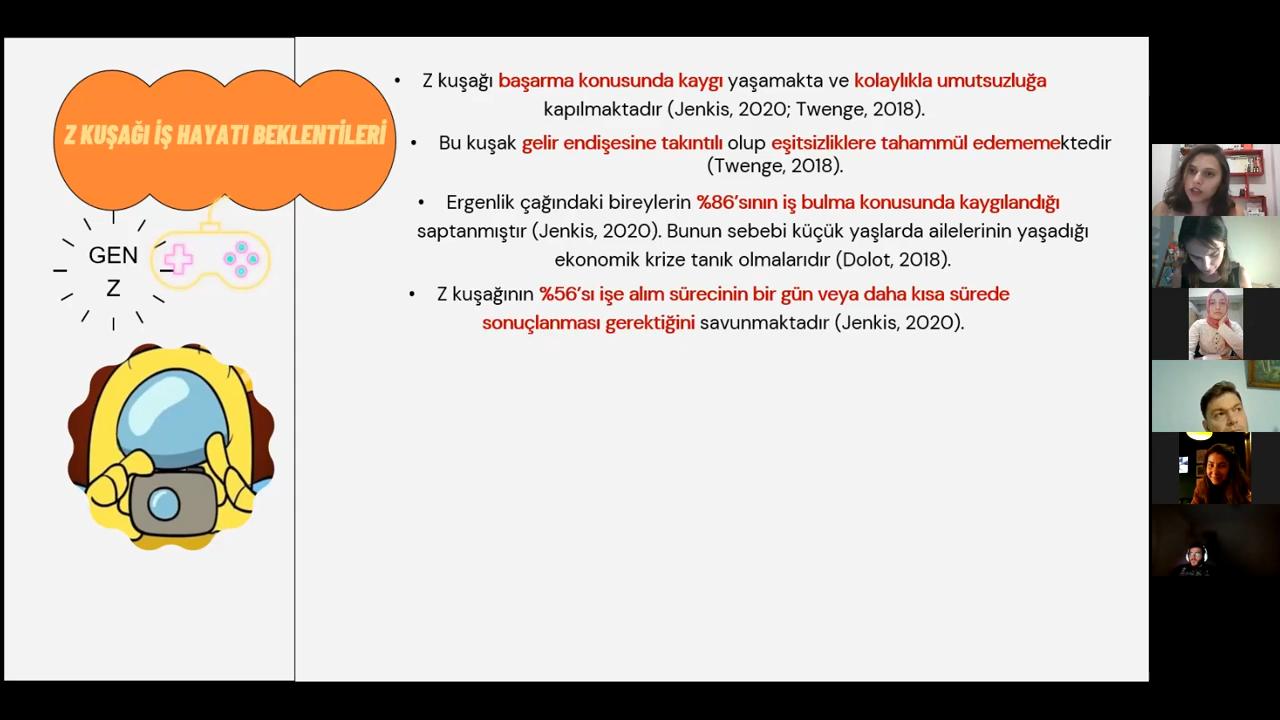 Z KUŞAĞI İŞ HAYATI BEKLENTİLERİ
GEN
Z
• Z kuşağı başarma konusunda kaygı yaşamakta ve kolaylıkla umutsuzluğa
kapılmaktadır (Jenkis, 2020; Twenge, 2018).
• Bu kuşak gelir endişesine takıntılı olup eşitsizliklere tahammül edememektedir
(Twenge, 2018).
• Ergenlik çağındaki bireylerin %86’sının iş bulma konusunda kaygılandığı
saptanmıştır (Jenkis, 2020). Bunun sebebi küçük yaşlarda ailelerinin yaşadığı
ekonomik krize tanık olmalarıdır (Dolot, 2018).
• Z kuşağının %56’sı işe alım sürecinin bir gün veya daha kısa sürede
sonuçlanması gerektiğini savunmaktadır (Jenkis, 2020).